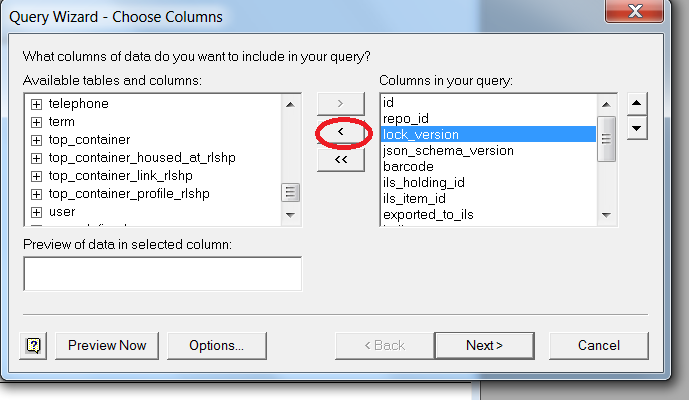 Query Wizard - Choose Columns
What columns of data do you want to include in your query?
Available tables and columns:
telephone
term
top_container
top_container_housed_at_rlshp
top_container_link_rlshp
top_container_profile_rlshp
user
>
<
<<
Columns in your query:
id
repo_id
lock_version
json_schema_version
barcode
ils_holding_id
ils_item_id
exported_to_ils
Preview of data in selected column:
?
Preview Now
Options...
< Back
Next >
Cancel